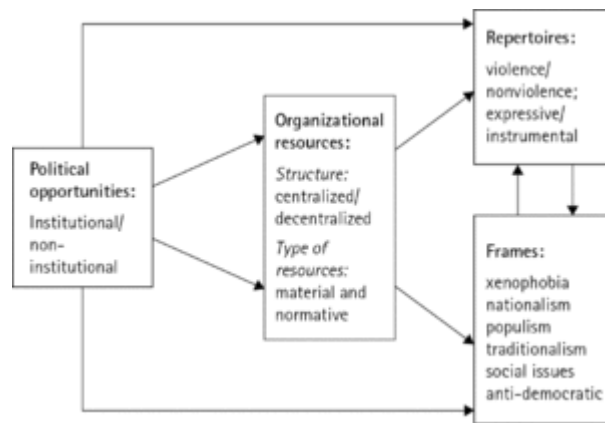 Political
opportunities:
Institutional/
non-
institutional
Organizational
resources:
Structure:
centralized/
decentralized
Type of
resources:
material and
normative
Repertoires:
violence/
nonviolence;
expressive/
instrumental
Frames:
xenophobia
nationalism
populism
traditionalism
social issues
anti-democratic